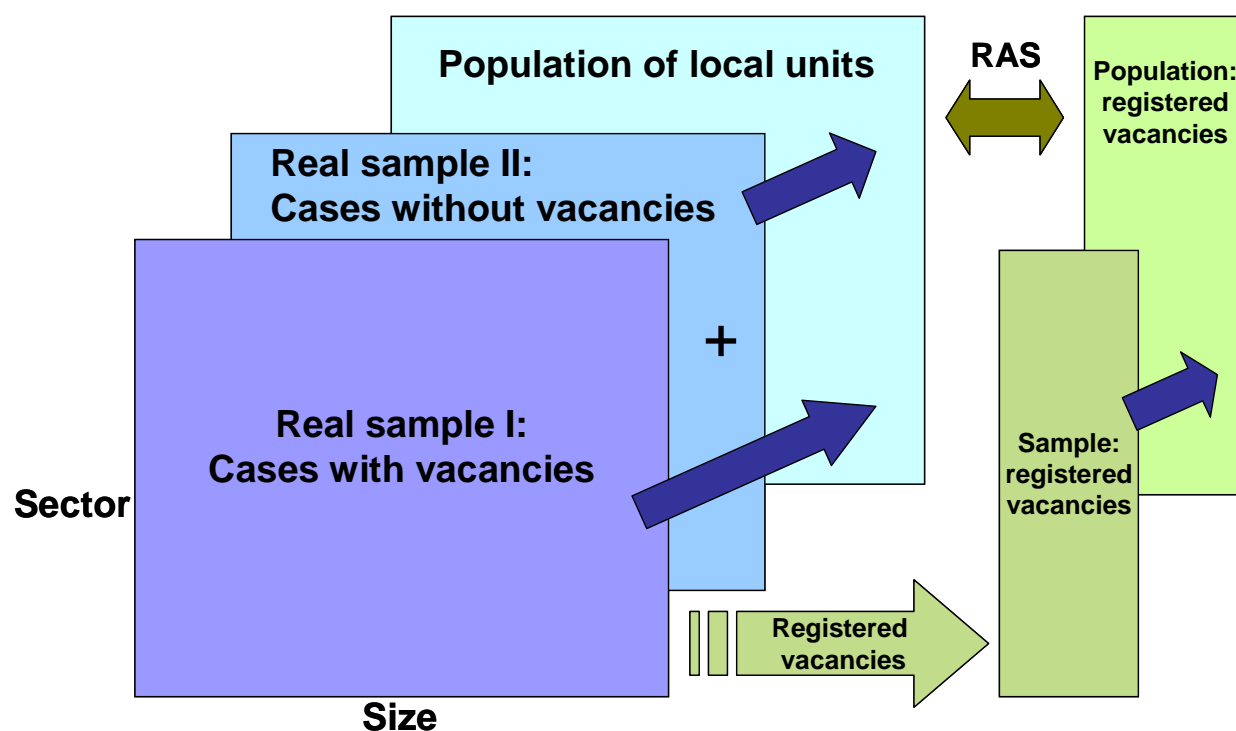 Population of local units
RAS
Population:
registered
vacancies
Real sample II:
Cases without vacancies
+
Real sample I:
Cases with vacancies
Sample:
registered
vacancies
Sector
Registered
vacancies
Size